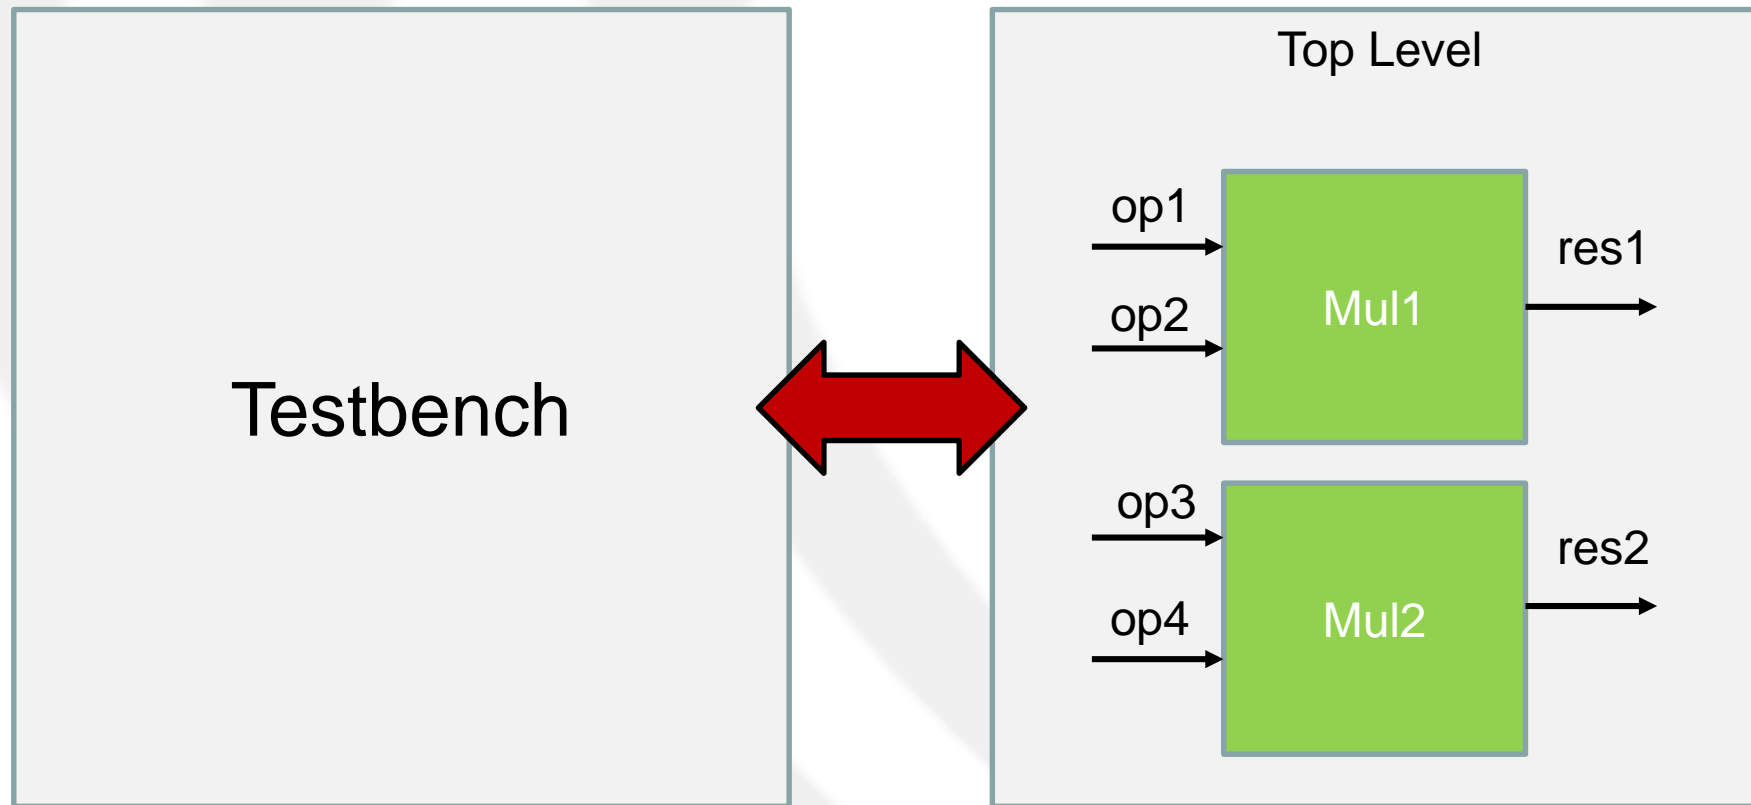 Testbench
Top Level
op1
op2
Mul1
res1
op3
op4
Mul2
res2